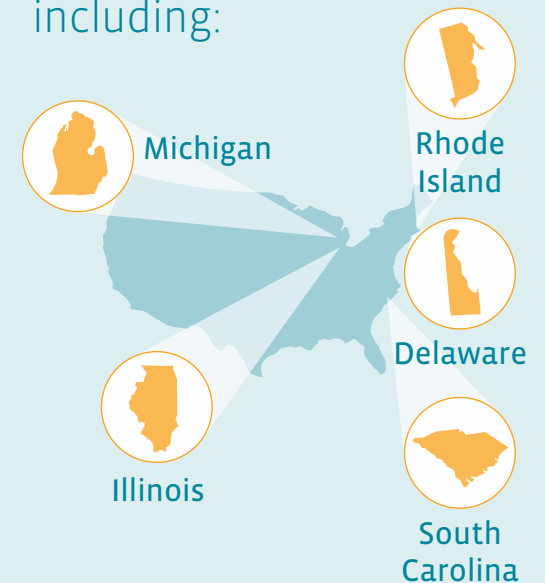 including:
Michigan
Rhode
Island
Delaware
Illinois
South
Carolina